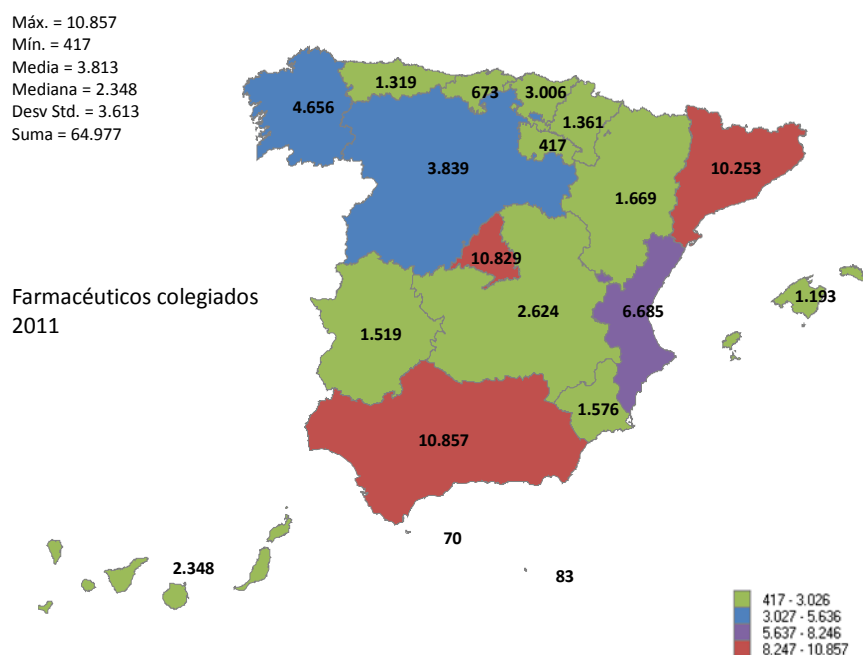 Máx. = 10.857
Mín. = 417
Media = 3.813
Mediana = 2.348
Desv Std. = 3.613
Suma = 64.977
1.319
673
3.006
4.656
1.361
417
3.839
10.253
1.669
10.829
Farmacéuticos colegiados
2011
2.624
6.685
1.193
1.519
1.576
10.857
70
2.348
83
417 - 3.026
3.027 - 5.636
5.637 - 8.246
8.247 - 10.857